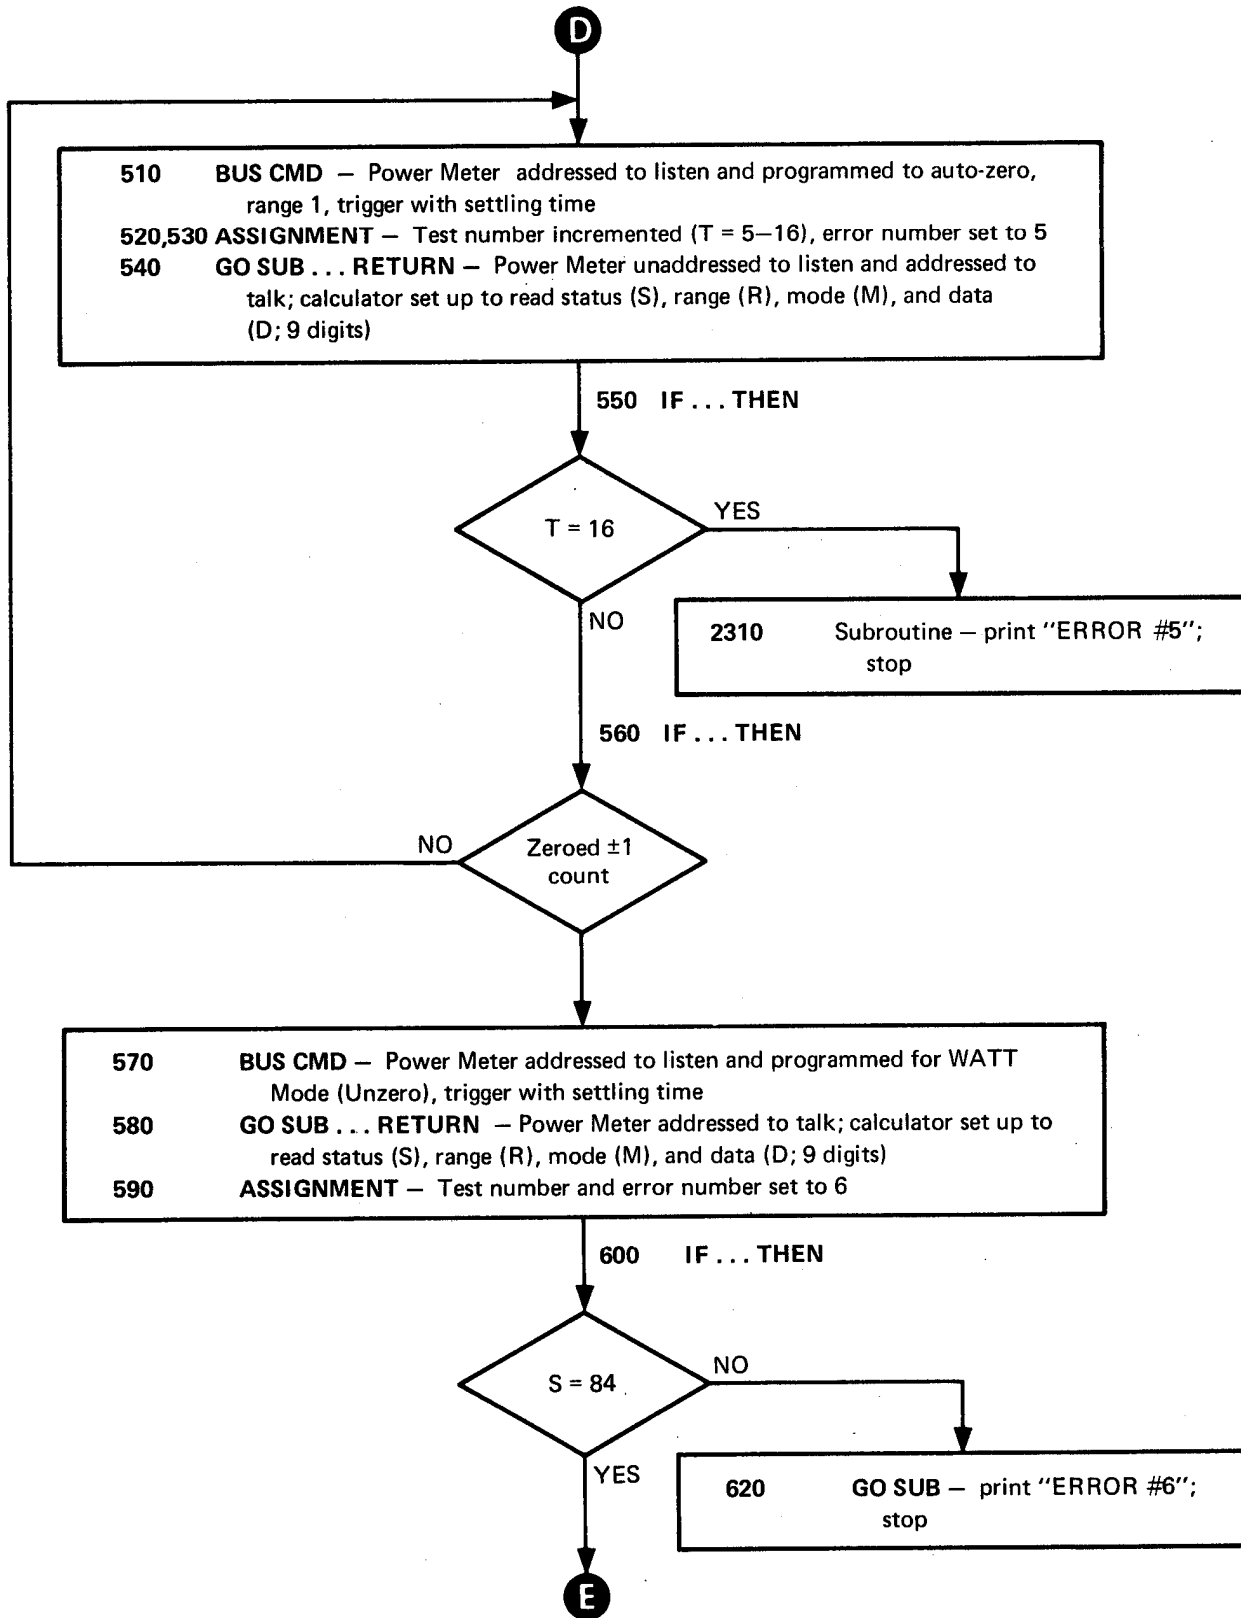 D
510 BUS CMD — Power Meter addressed to listen and programmed to auto-zero,
range 1, trigger with settling time
520,530 ASSIGNMENT — Test number incremented (T = 5—16), error number set to 5
540 GO SUB ... RETURN — Power Meter unaddressed to listen and addressed to
talk; calculator set up to read status (S), range (R), mode (M), and data
(D; 9 digits)
550 IF ... THEN
T = 16
YES
NO
2310 Subroutine — print “ERROR #5”;
stop
560 IF ... THEN
Zeroed ±1
count
NO
570 BUS CMD — Power Meter addressed to listen and programmed for WATT
Mode (Unzero), trigger with settling time
580 GO SUB ... RETURN — Power Meter addressed to talk; calculator set up to
read status (S), range (R), mode (M), and data (D; 9 digits)
590 ASSIGNMENT — Test number and error number set to 6
600 IF ... THEN
S = 84
NO
YES
620 GO SUB — print “ERROR #6”;
stop
E